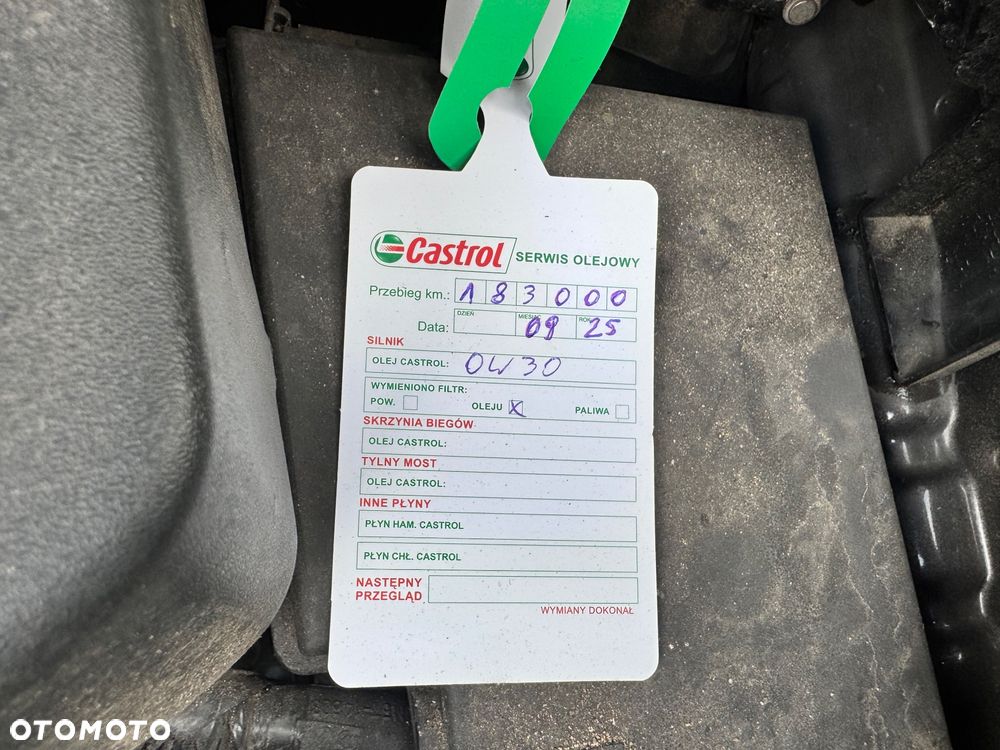 Castrol SERWIS OLEJOWY
Przebieg km.: 183000
DZIEŃ MIESIĄC ROK
Data: 09 25
SILNIK
OLEJ CASTROL: 0W30
WYMIENIONO FILTR:
POW. OLEJU X PALIWA
SKRZYNIA BIEGÓW
OLEJ CASTROL:
TYLNY MOST
OLEJ CASTROL:
INNE PŁYNY
PŁYN HAM. CASTROL
PŁYN CHŁ. CASTROL
NASTĘPNY
PRZEGLĄD
WYMIANY DOKONAŁ
OTOMOTO